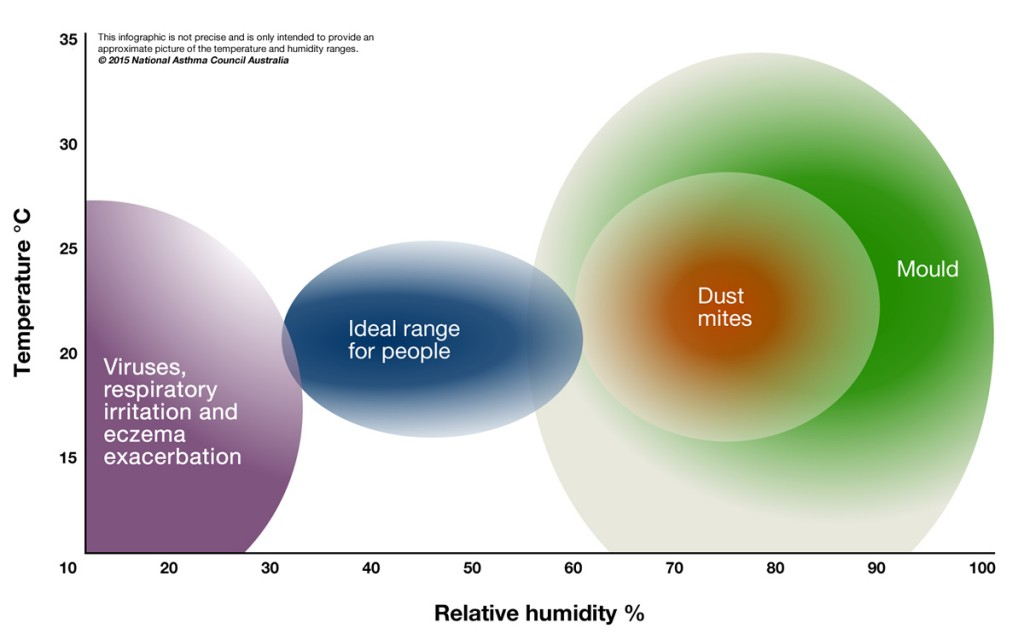 This infographic is not precise and is only intended to provide an
approximate picture of the temperature and humidity ranges.
© 2015 National Asthma Council Australia
35
30
25
20
15
10
Temperature °C
Viruses,
respiratory
irritation and
eczema
exacerbation
Ideal range
for people
Dust
mites
Mould
20
30
40
50
60
70
80
90
100
Relative humidity %